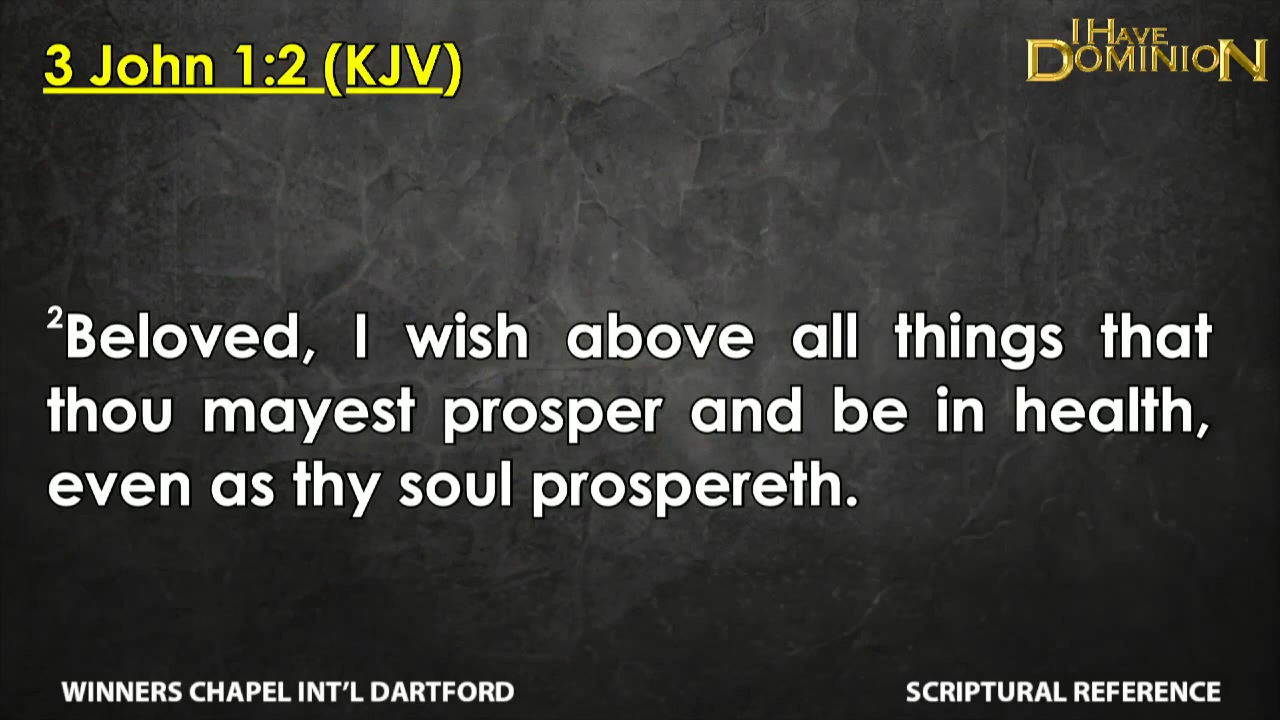 3 John 1:2 (KJV)
I HAVE
DOMINION
²Beloved, I wish above all things that
thou mayest prosper and be in health,
even as thy soul prospereth.
WINNERS CHAPEL INT'L DARTFORD
SCRIPTURAL REFERENCE